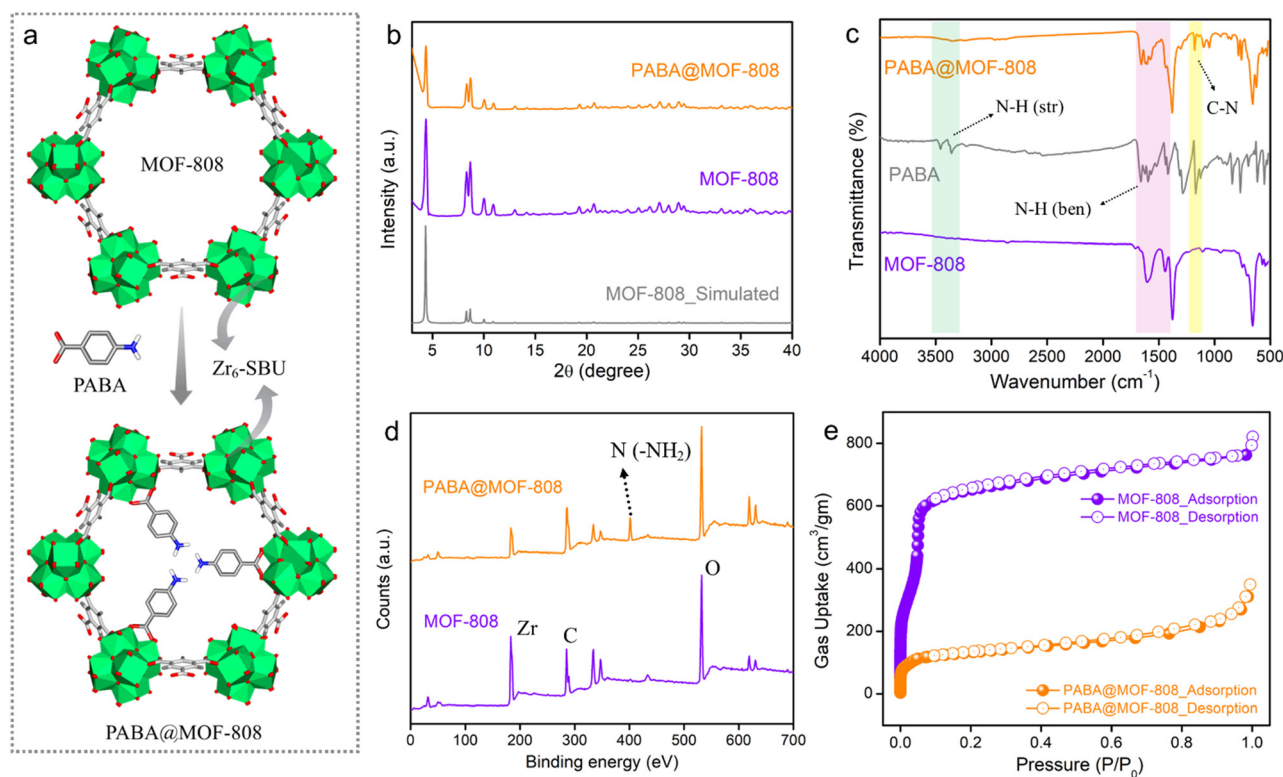 a
MOF-808
PABA
Zr₆-SBU
PABA@MOF-808
b
PABA@MOF-808
MOF-808
MOF-808_Simulated
Intensity (a.u.)
5 10 15 20 25 30 35 40
2θ (degree)
c
PABA@MOF-808
N-H (str)
C-N
PABA
N-H (ben)
MOF-808
Transmittance (%)
4000 3500 3000 2500 2000 1500 1000 500
Wavenumber (cm⁻¹)
d
N (-NH₂)
PABA@MOF-808
O
MOF-808
Zr
C
Counts (a.u.)
0 100 200 300 400 500 600 700
Binding energy (eV)
e
800
600
400
200
0
MOF-808_Adsorption
MOF-808_Desorption
PABA@MOF-808_Adsorption
PABA@MOF-808_Desorption
Gas Uptake (cm³/gm)
0.0 0.2 0.4 0.6 0.8 1.0
Pressure (P/P₀)